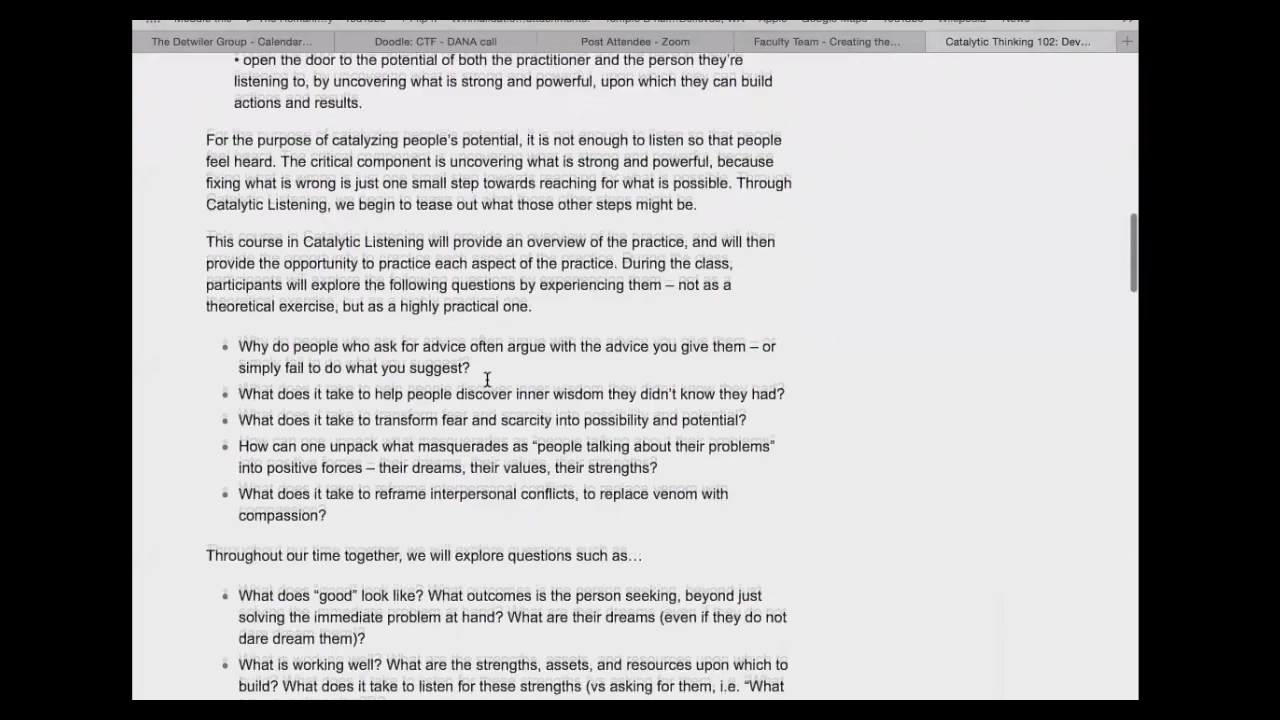 The Detwiler Group - Calendar...
Doodle: CTF - DANA call
Post Attendee - Zoom
Faculty Team - Creating the...
Catalytic Thinking 102: Dev...
• open the door to the potential of both the practitioner and the person they’re
listening to, by uncovering what is strong and powerful, upon which they can build
actions and results.
For the purpose of catalyzing people’s potential, it is not enough to listen so that people
feel heard. The critical component is uncovering what is strong and powerful, because
fixing what is wrong is just one small step towards reaching for what is possible. Through
Catalytic Listening, we begin to tease out what those other steps might be.
This course in Catalytic Listening will provide an overview of the practice, and will then
provide the opportunity to practice each aspect of the practice. During the class,
participants will explore the following questions by experiencing them – not as a
theoretical exercise, but as a highly practical one.
Why do people who ask for advice often argue with the advice you give them – or
simply fail to do what you suggest?
What does it take to help people discover inner wisdom they didn’t know they had?
What does it take to transform fear and scarcity into possibility and potential?
How can one unpack what masquerades as “people talking about their problems”
into positive forces – their dreams, their values, their strengths?
What does it take to reframe interpersonal conflicts, to replace venom with
compassion?
Throughout our time together, we will explore questions such as…
What does “good” look like? What outcomes is the person seeking, beyond just
solving the immediate problem at hand? What are their dreams (even if they do not
dare dream them)?
What is working well? What are the strengths, assets, and resources upon which to
build? What does it take to listen for these strengths (vs asking for them, i.e. “What